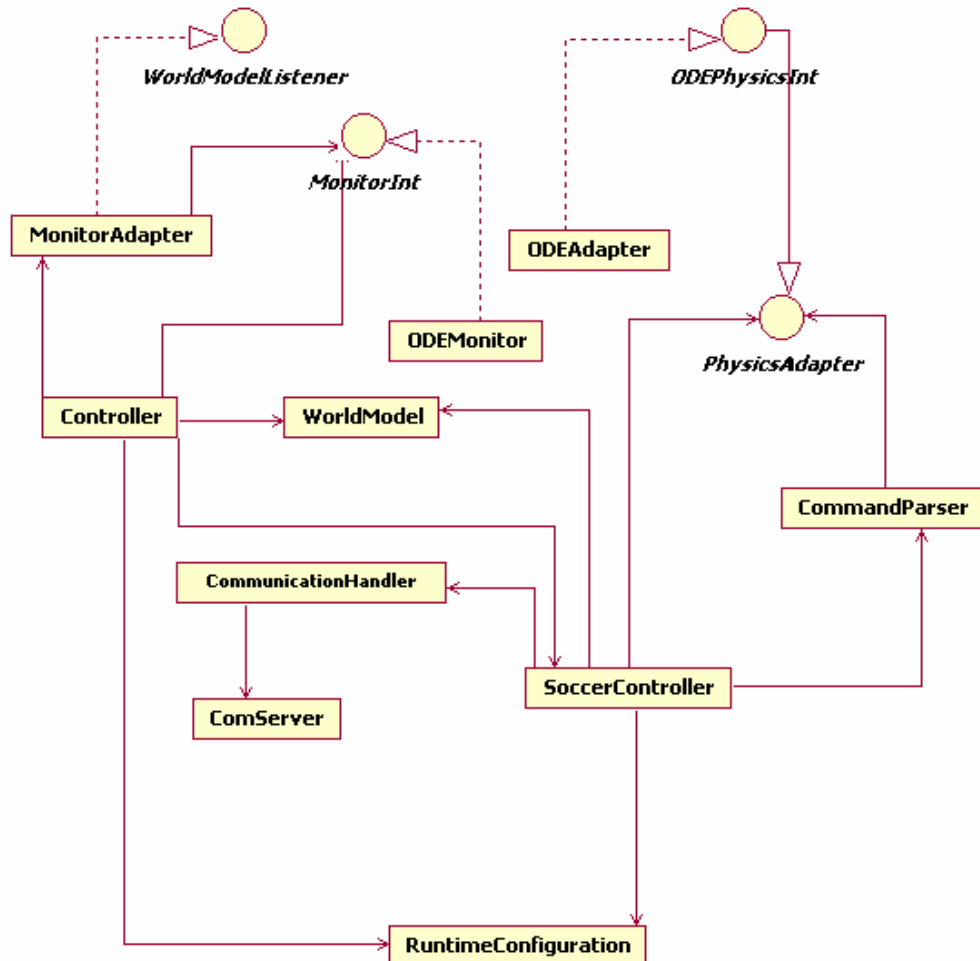 WorldModelListener
ODEPhysicsInt
MonitorInt
MonitorAdapter
ODEAdapter
ODEMonitor
PhysicsAdapter
Controller
WorldModel
CommandParser
CommunicationHandler
SoccerController
ComServer
RuntimeConfiguration